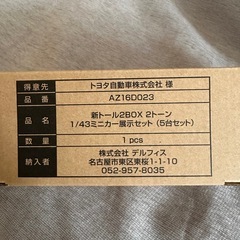 得意先 トヨタ自動車株式会社 様
品番 AZ16D023
品名 新トール2BOX 2トーン
1/43ミニカー展示セット（5台セット）
数量 1 pcs
納入者 株式会社 デルフィス
名古屋市東区東桜1-1-10
052-957-8035